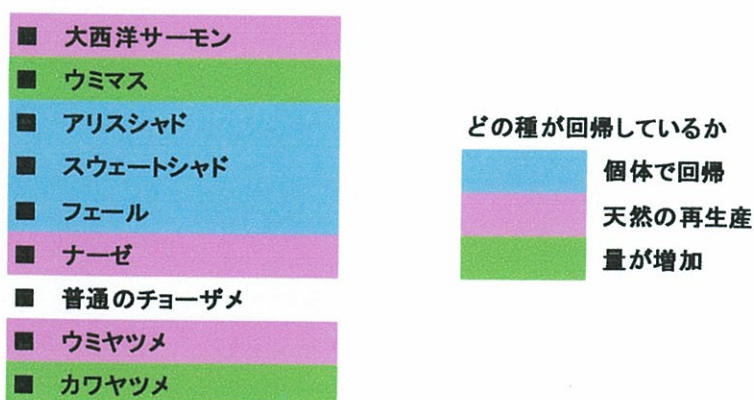 ■ 大西洋サーモン
■ ウミマス
■ アリスシャド
■ スウェートシャド
■ フェール
■ ナーゼ
■ 普通のチョーザメ
■ ウミヤツメ
■ カワヤツメ
どの種が回帰しているか
個体で回帰
天然の再生産
量が増加